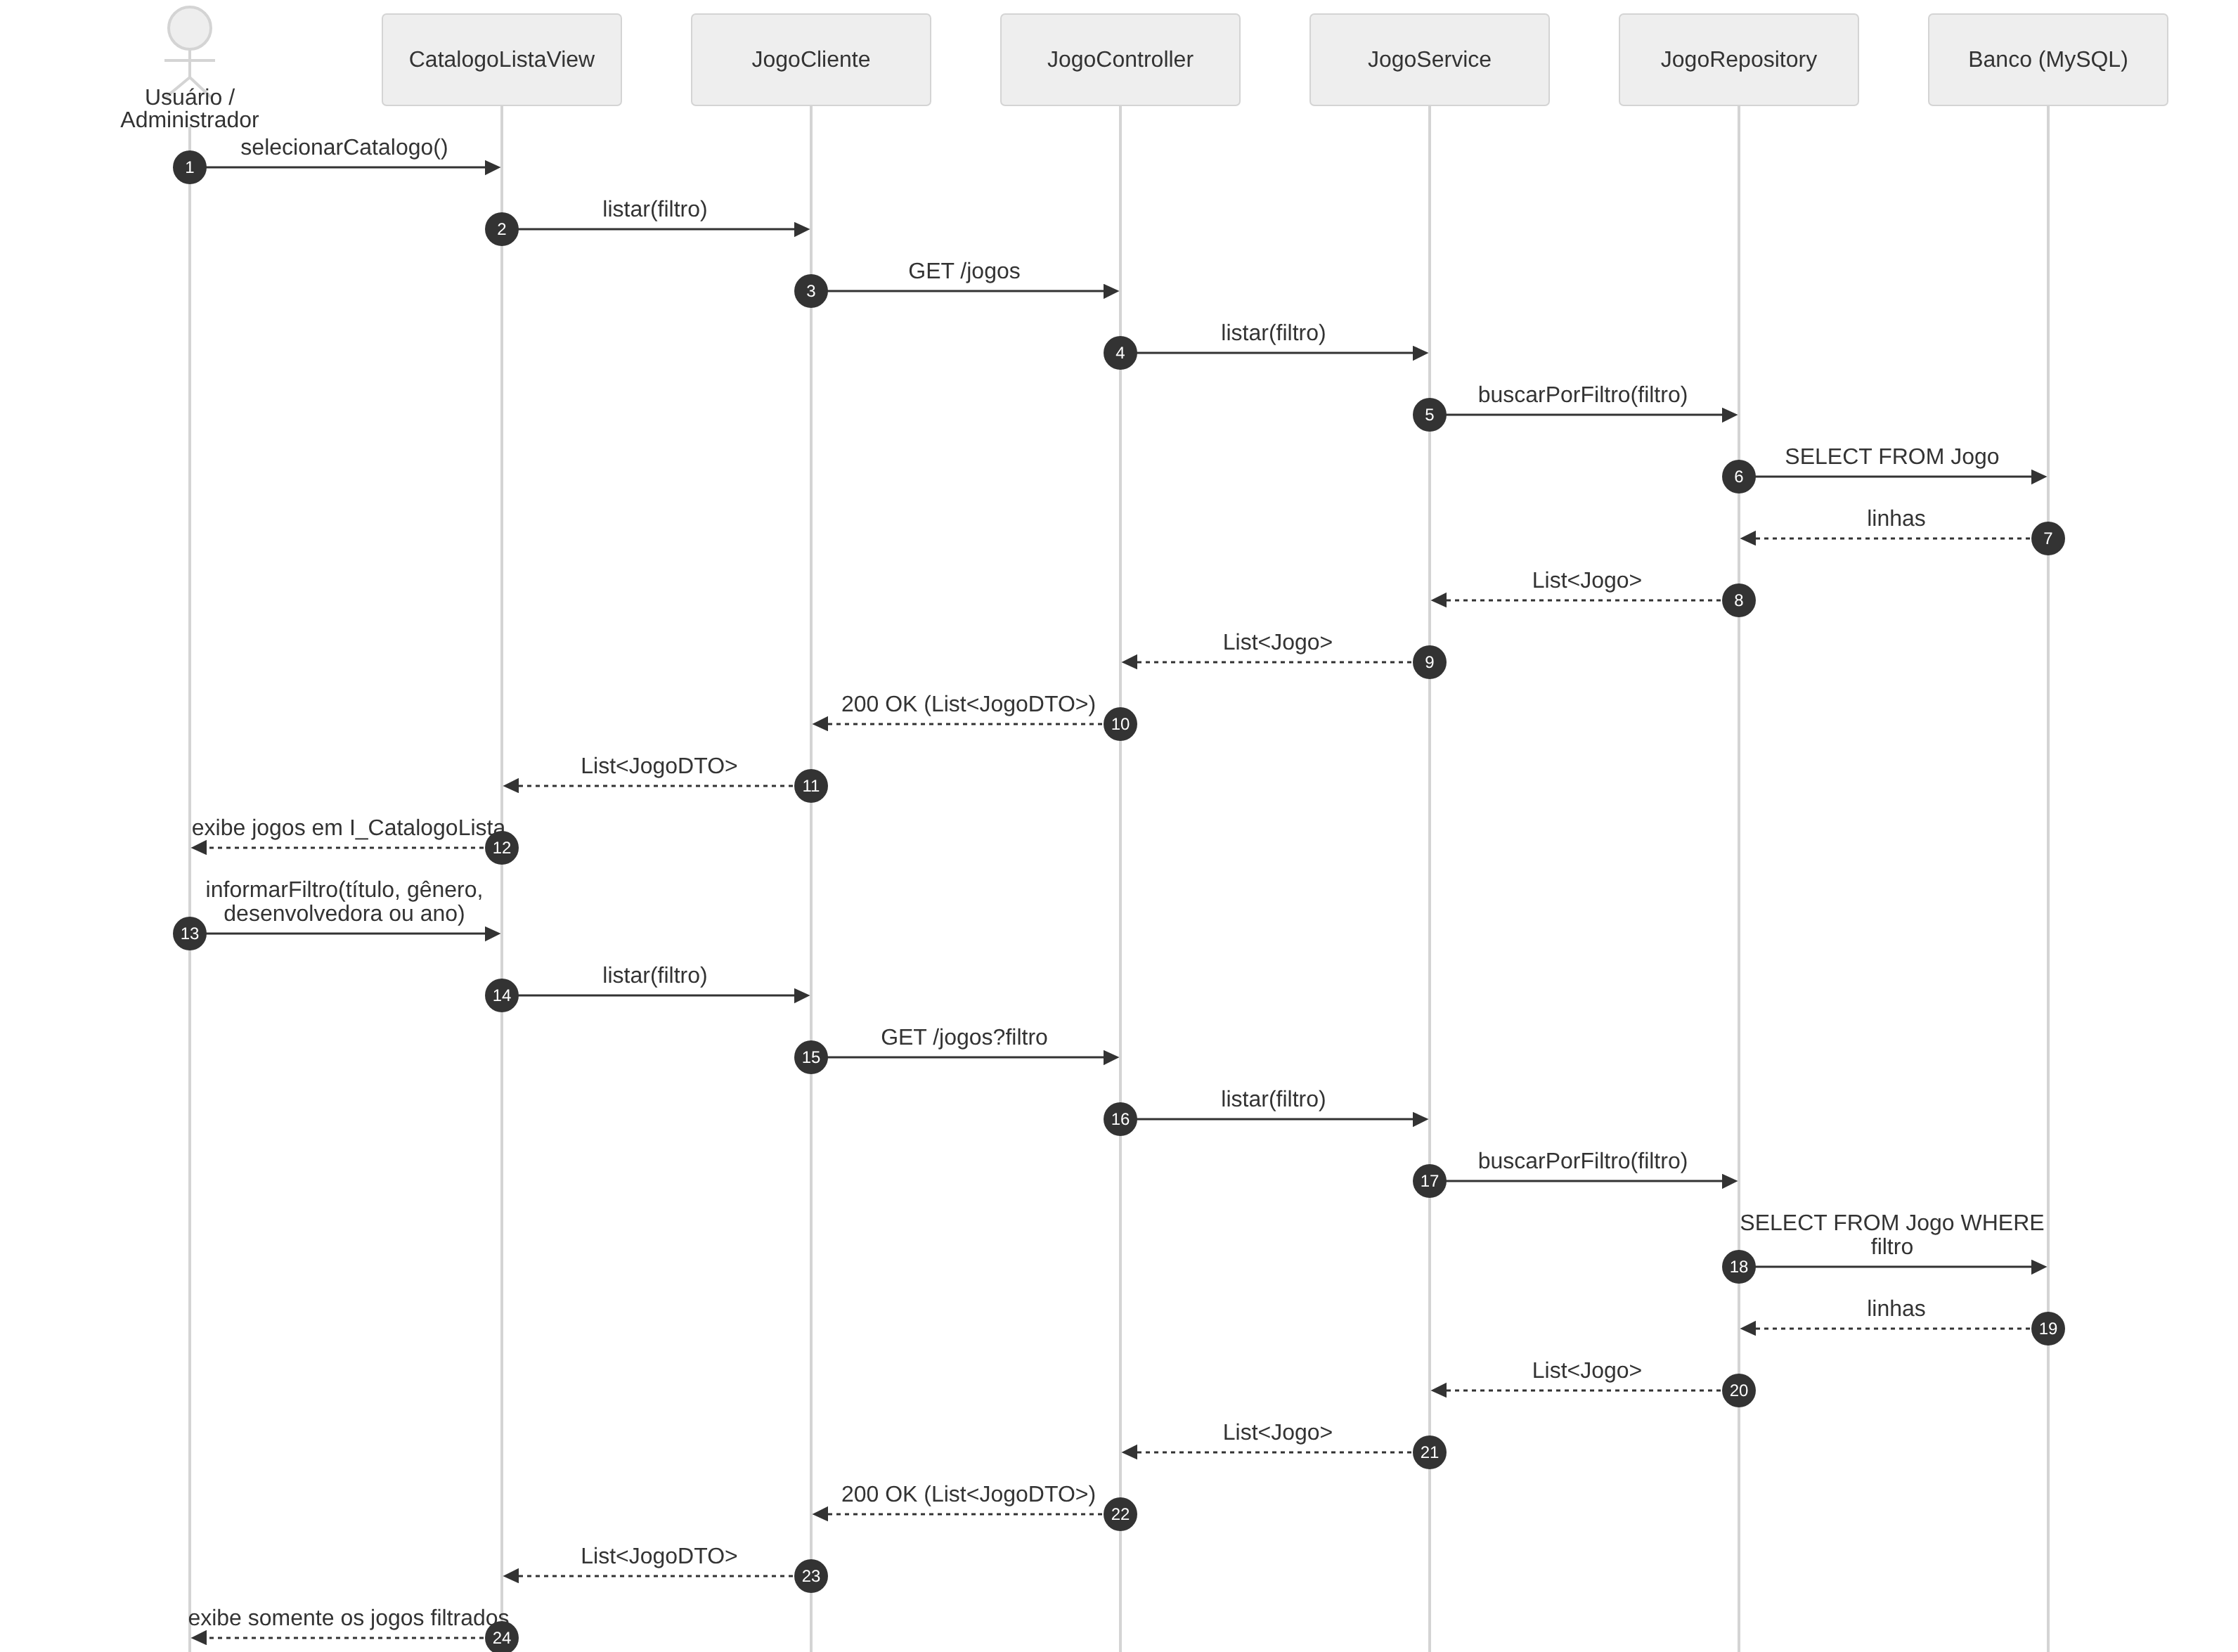 Usuário /
Administrador
CatalogoListaView
JogoCliente
JogoController
JogoService
JogoRepository
Banco (MySQL)
selecionarCatalogo()
1
listar(filtro)
2
GET /jogos
3
listar(filtro)
4
buscarPorFiltro(filtro)
5
SELECT FROM Jogo
6
linhas
7
List<Jogo>
8
List<Jogo>
9
200 OK (List<JogoDTO>)
10
List<JogoDTO>
11
exibe jogos em I_CatalogoLista
12
informarFiltro(título, gênero,
desenvolvedora ou ano)
13
listar(filtro)
14
GET /jogos?filtro
15
listar(filtro)
16
buscarPorFiltro(filtro)
17
SELECT FROM Jogo WHERE
filtro
18
linhas
19
List<Jogo>
20
List<Jogo>
21
200 OK (List<JogoDTO>)
22
List<JogoDTO>
23
exibe somente os jogos filtrados
24